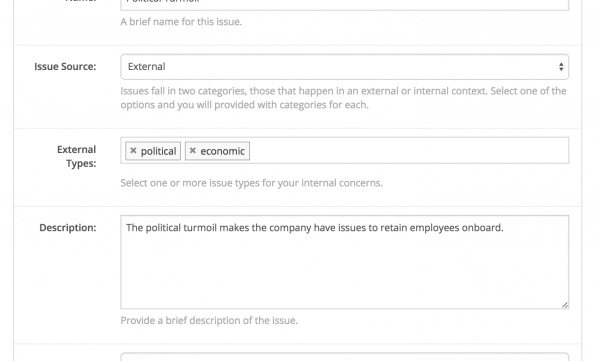 A brief name for this issue.
Issue Source:
External
Issues fall in two categories, those that happen in an external or internal context. Select one of the
options and you will provided with categories for each.
External
Types:
× political × economic
Select one or more issue types for your internal concerns.
Description:
The political turmoil makes the company have issues to retain employees onboard.
Provide a brief description of the issue.